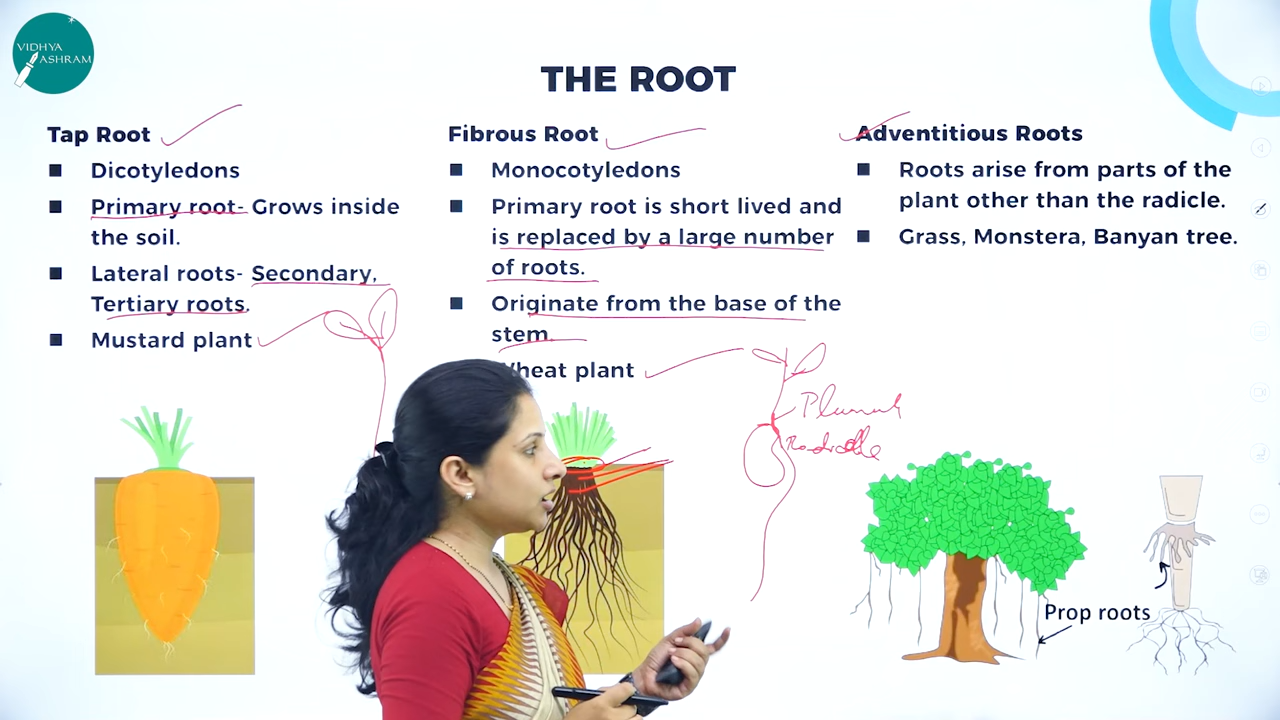 VIDHYA
ASHRAM
THE ROOT
Tap Root
■ Dicotyledons
■ Primary root- Grows inside
the soil.
■ Lateral roots- Secondary,
Tertiary roots.
■ Mustard plant
Fibrous Root
■ Monocotyledons
■ Primary root is short lived and
is replaced by a large number
of roots.
■ Originate from the base of the
stem.
heat plant
Adventitious Roots
■ Roots arise from parts of the
plant other than the radicle.
■ Grass, Monstera, Banyan tree.
Prop roots